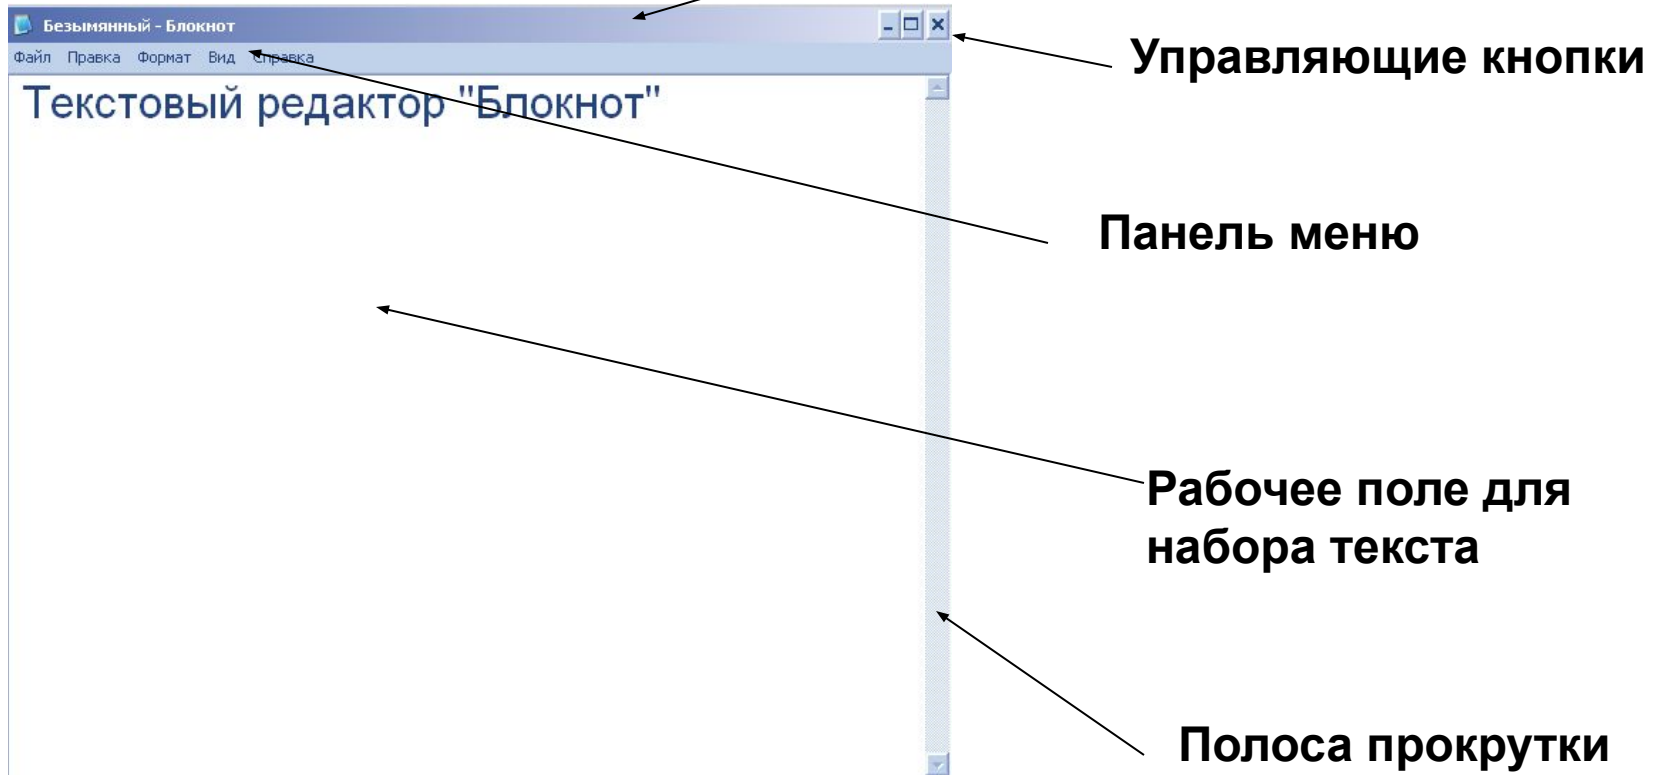 Безымянный - Блокнот
Файл Правка Формат Вид Справка
Текстовый редактор "Блокнот"
Управляющие кнопки
Панель меню
Рабочее поле для
набора текста
Полоса прокрутки